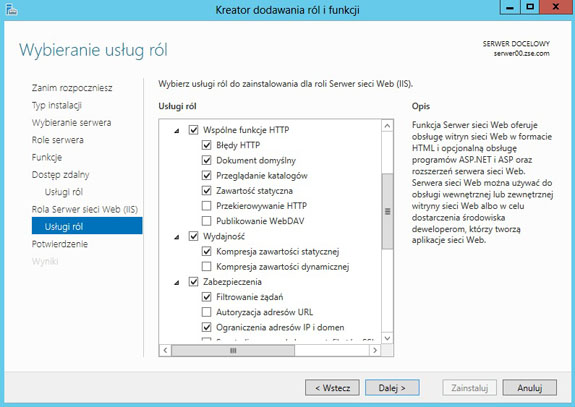 Kreator dodawania ról i funkcji
Wybieranie usług ról
SERWER DOCELOWY
serwer00.zse.com
Zanim rozpoczniesz
Typ instalacji
Wybieranie serwera
Role serwera
Funkcje
Dostęp zdalny
Usługi ról
Rola Serwer sieci Web (IIS)
Usługi ról
Potwierdzenie
Wyniki
Wybierz usługi ról do zainstalowania dla roli Serwer sieci Web (IIS).
Usługi ról
Wspólne funkcje HTTP
Błędy HTTP
Dokument domyślny
Przeglądanie katalogów
Zawartość statyczna
Przekierowywanie HTTP
Publikowanie WebDAV
Wydajność
Kompresja zawartości statycznej
Kompresja zawartości dynamicznej
Zabezpieczenia
Filtrowanie żądań
Autoryzacja adresów URL
Ograniczenia adresów IP i domen
Opis
Funkcja Serwer sieci Web oferuje
obsługę witryn sieci Web w formacie
HTML i opcjonalną obsługę
programów ASP.NET i ASP oraz
rozszerzeń serwera sieci Web.
Serwera sieci Web można używać do
obsługi wewnętrznej lub zewnętrznej
witryny sieci Web albo w celu
dostarczenia środowiska
deweloperom, którzy tworzą
aplikacje sieci Web.
< Wstecz
Dalej >
Zainstaluj
Anuluj